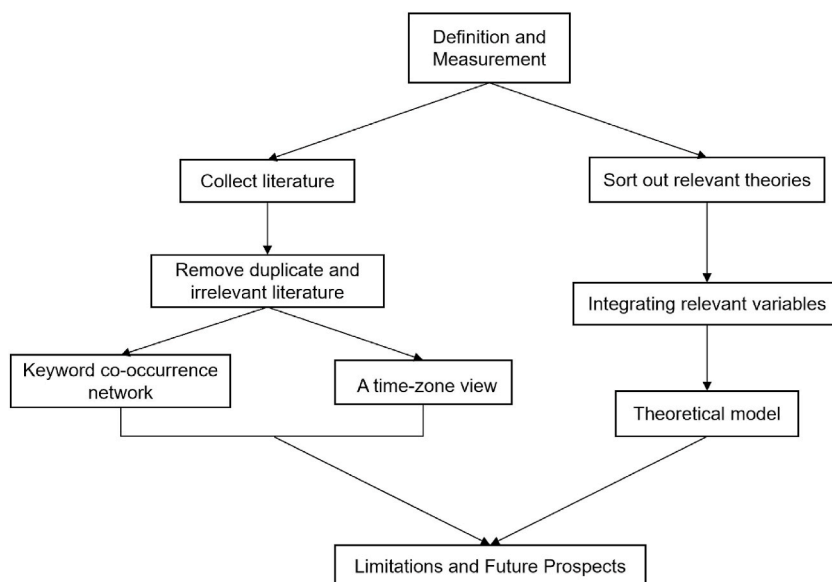 Definition and
Measurement
Collect literature
Sort out relevant theories
Remove duplicate and
irrelevant literature
Integrating relevant variables
Keyword co-occurrence
network
A time-zone view
Theoretical model
Limitations and Future Prospects